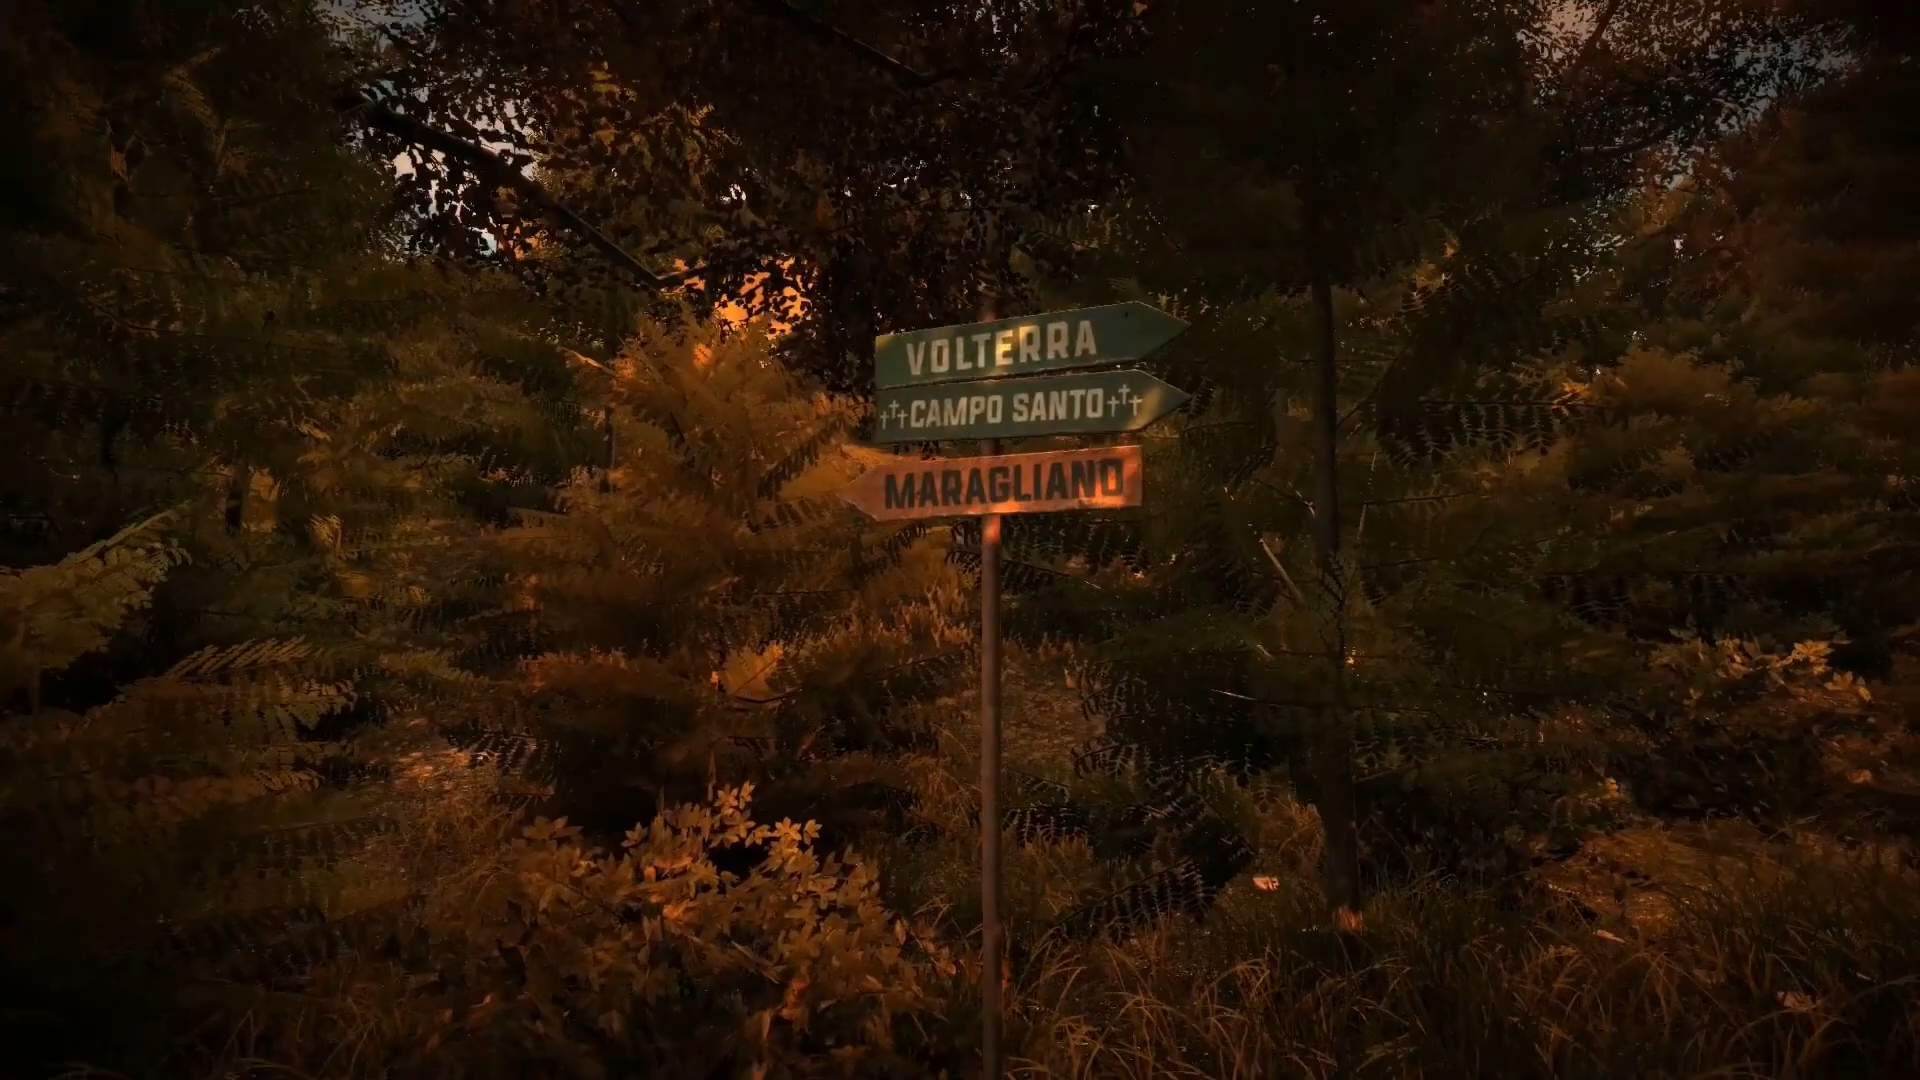 VOLTERRA
††† CAMPO SANTO †††
MARAGLIANO